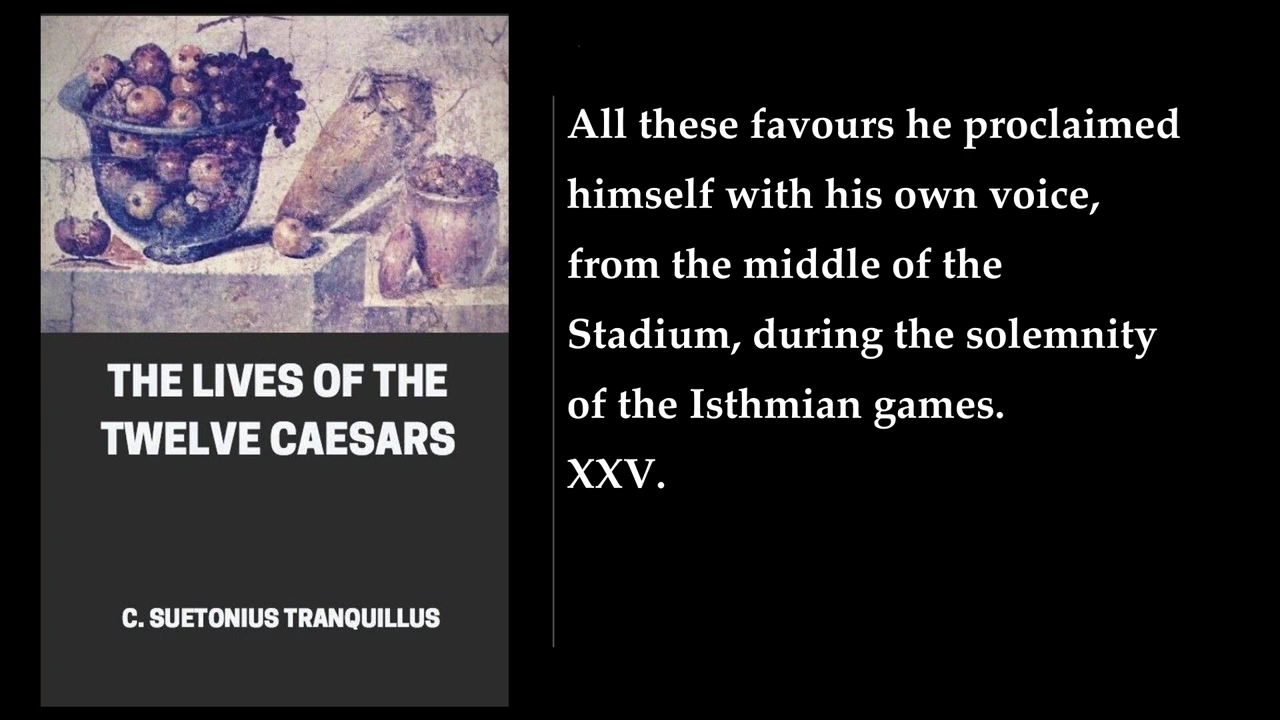 THE LIVES OF THE
TWELVE CAESARS
C. SUETONIUS TRANQUILLUS
All these favours he proclaimed
himself with his own voice,
from the middle of the
Stadium, during the solemnity
of the Isthmian games.
XXV.